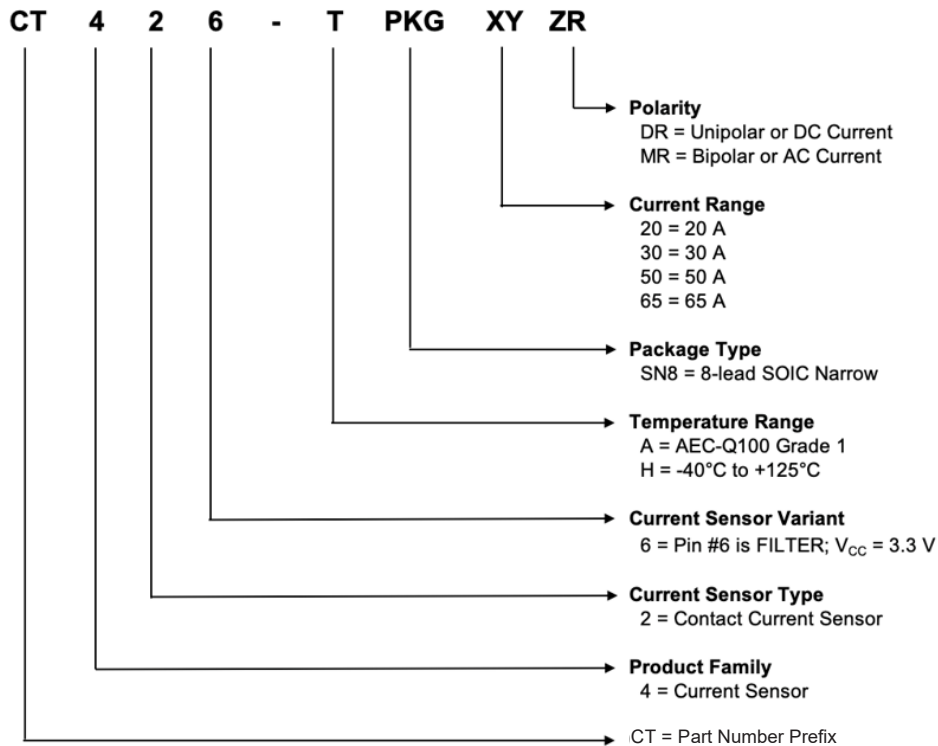 CT 4 2 6 - T PKG XY ZR
Polarity
DR = Unipolar or DC Current
MR = Bipolar or AC Current
Current Range
20 = 20 A
30 = 30 A
50 = 50 A
65 = 65 A
Package Type
SN8 = 8-lead SOIC Narrow
Temperature Range
A = AEC-Q100 Grade 1
H = -40°C to +125°C
Current Sensor Variant
6 = Pin #6 is FILTER; VCC = 3.3 V
Current Sensor Type
2 = Contact Current Sensor
Product Family
4 = Current Sensor
CT = Part Number Prefix